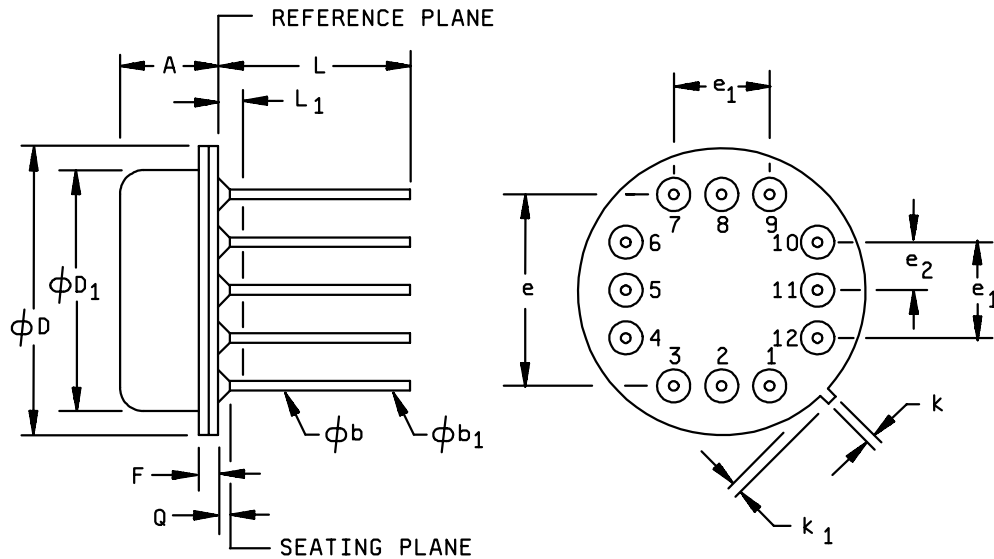 REFERENCE PLANE
A
L
L1
e1
7 8 9
6 10
e2
ϕD1
5 11
e
e1
ϕD
4 12
3 2 1
k
ϕb
ϕb1
F
Q
k1
SEATING PLANE